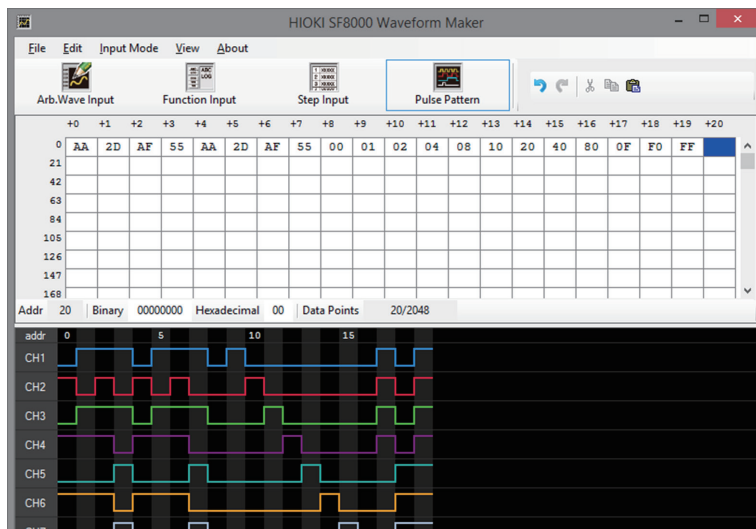 HIOKI SF8000 Waveform Maker
File Edit Input Mode View About
Arb.Wave Input Function Input Step Input Pulse Pattern
+0 +1 +2 +3 +4 +5 +6 +7 +8 +9 +10 +11 +12 +13 +14 +15 +16 +17 +18 +19 +20
0 AA 2D AF 55 AA 2D AF 55 00 01 02 04 08 10 20 40 80 0F F0 FF
21
42
63
84
105
126
147
168
Addr 20 Binary 00000000 Hexadecimal 00 Data Points 20/2048
addr 0 5 10 15
CH1
CH2
CH3
CH4
CH5
CH6